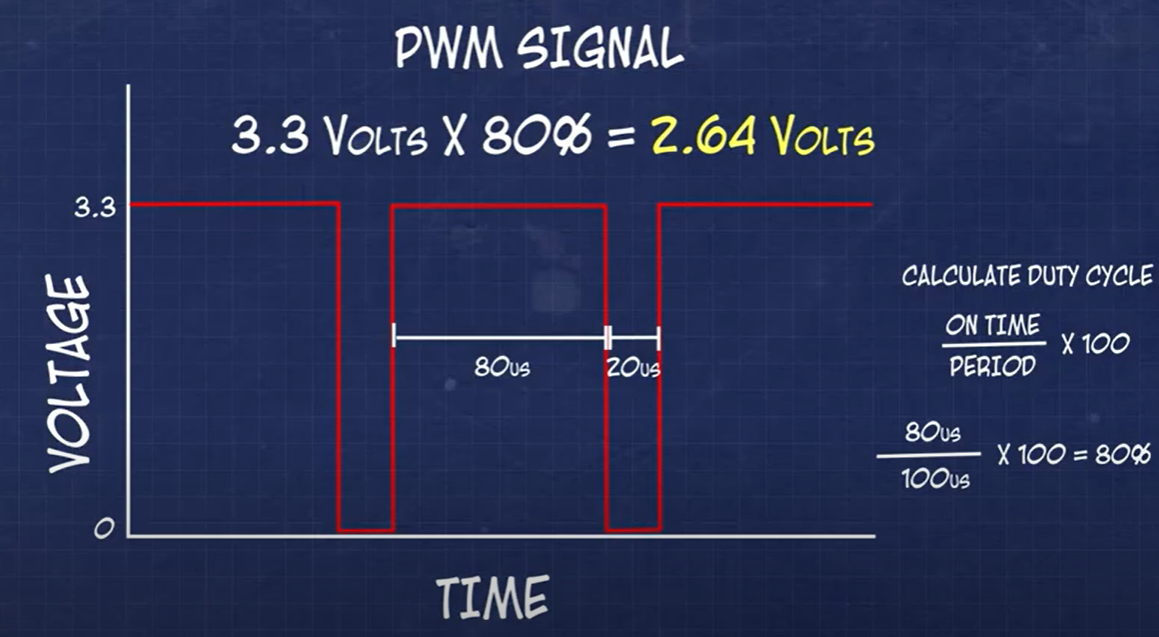 PWM SIGNAL
3.3 VOLTS X 80% = 2.64 VOLTS
3.3
VOLTAGE
0
80us
20us
TIME
CALCULATE DUTY CYCLE
ON TIME
PERIOD
X 100
80us
100us
X 100 = 80%